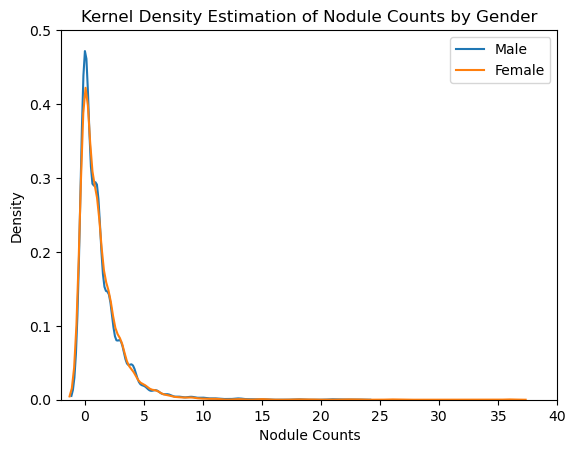 Kernel Density Estimation of Nodule Counts by Gender
Male
Female
Density
0.5
0.4
0.3
0.2
0.1
0.0
0 5 10 15 20 25 30 35 40
Nodule Counts